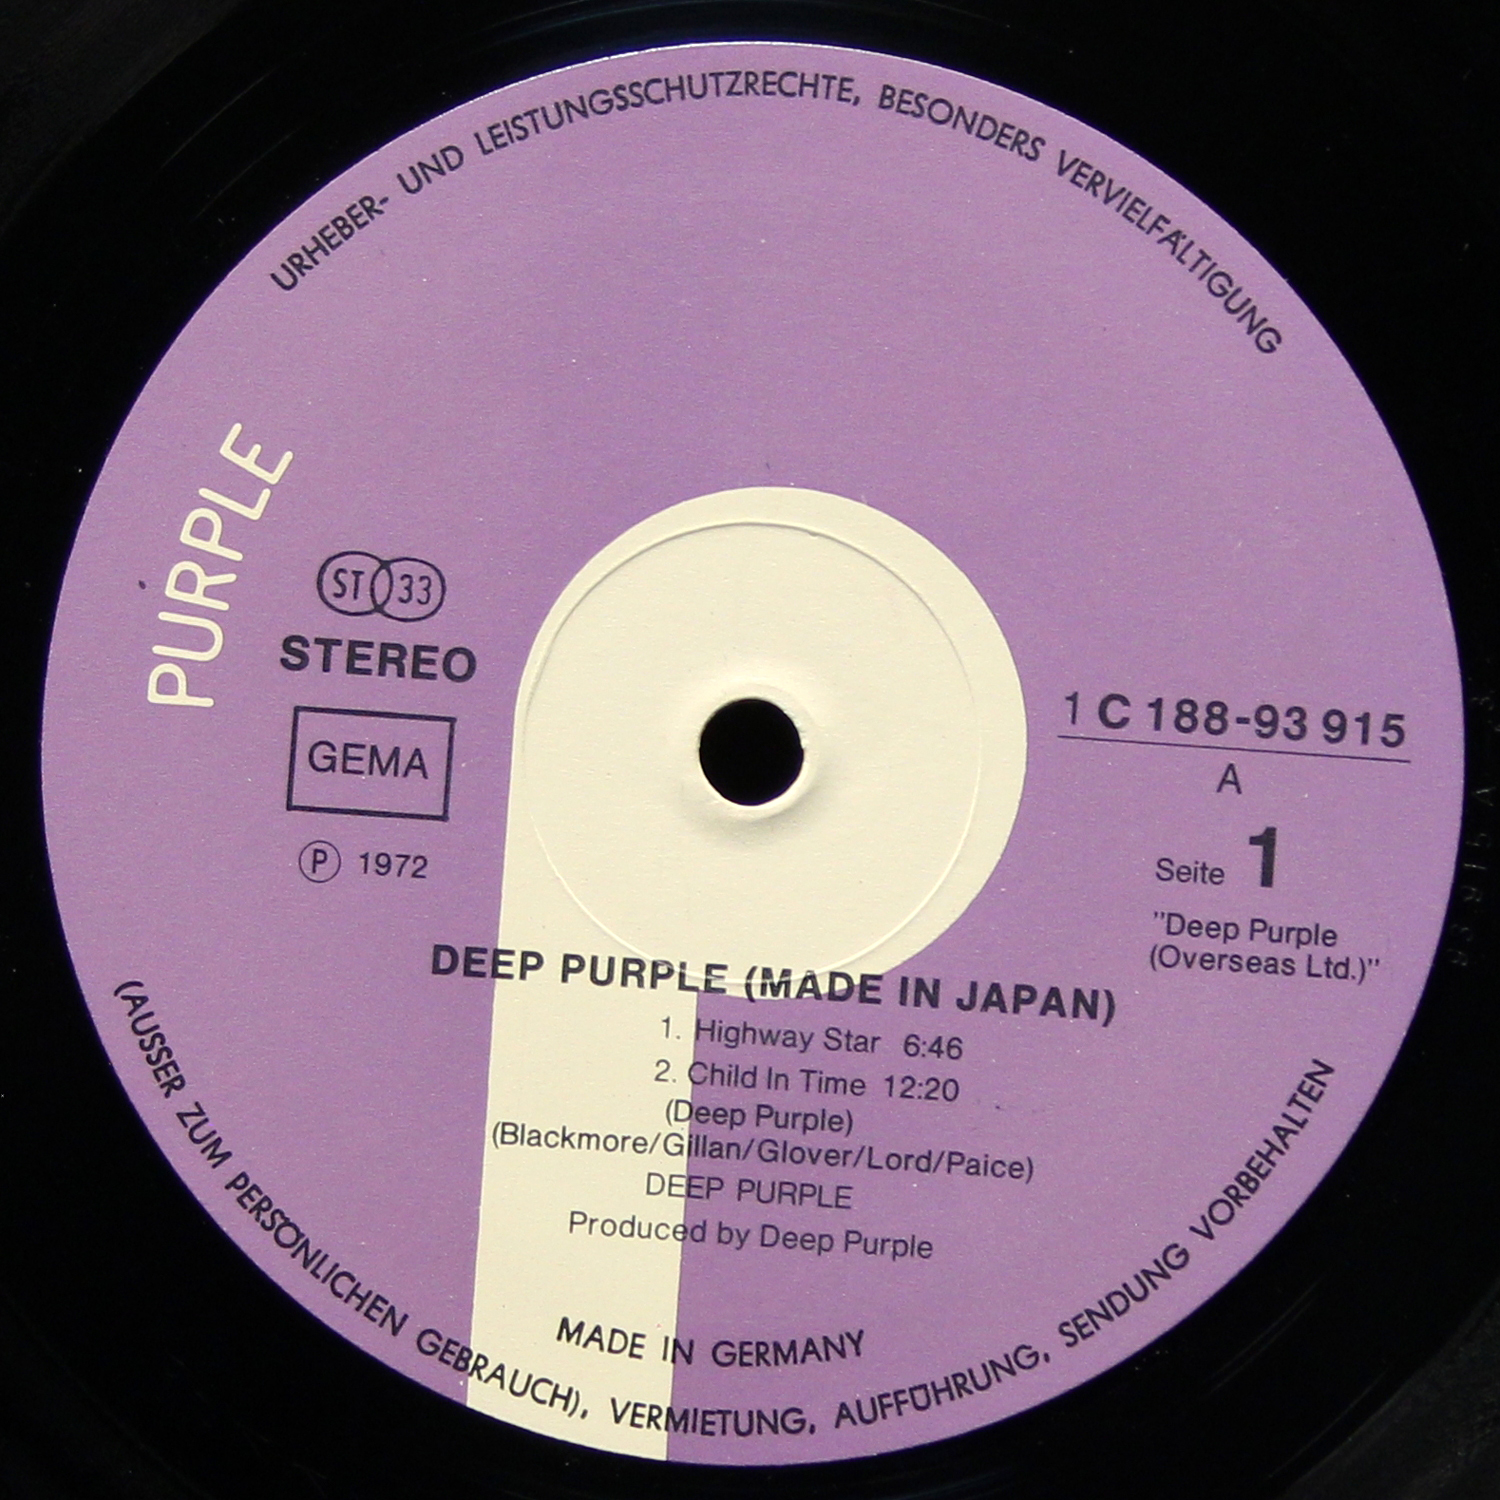 URHEBER- UND LEISTUNGSSCHUTZRECHTE, BESONDERS VERVIELFÄLTIGUNG
PURPLE
ST 33
STEREO
GEMA
Ⓟ 1972
1 C 188-93 915
A
Seite 1
"Deep Purple
(Overseas Ltd.)"
DEEP PURPLE (MADE IN JAPAN)
1. Highway Star 6:46
2. Child In Time 12:20
(Deep Purple)
(Blackmore/Gillan/Glover/Lord/Paice)
DEEP PURPLE
Produced by Deep Purple
MADE IN GERMANY
(AUSSER ZUM PERSÖNLICHEN GEBRAUCH), VERMIETUNG, AUFFÜHRUNG, SENDUNG VORBEHALTEN